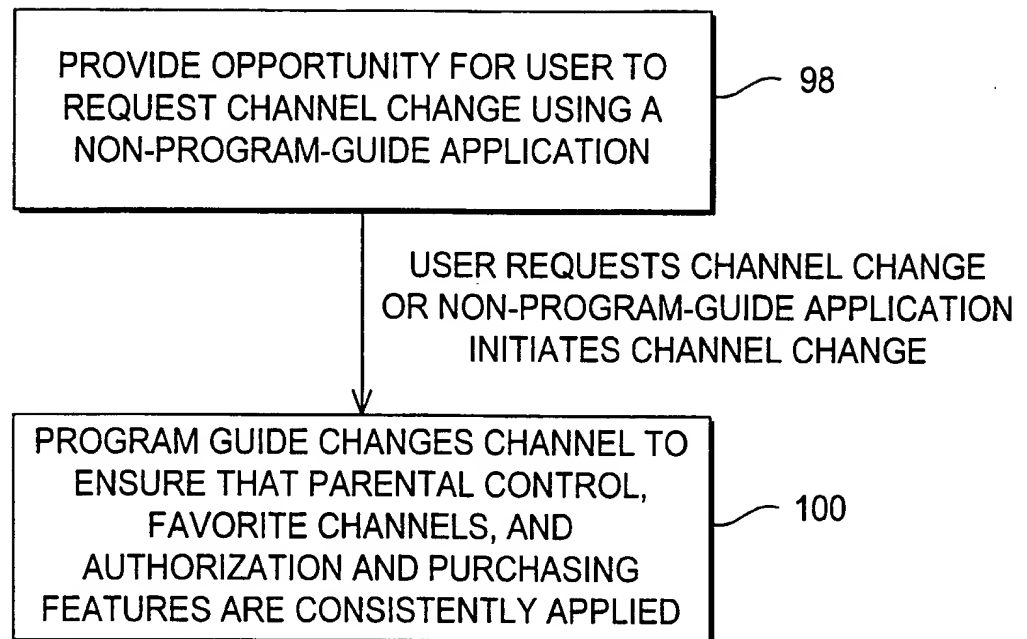 PROVIDE OPPORTUNITY FOR USER TO
REQUEST CHANNEL CHANGE USING A
NON-PROGRAM-GUIDE APPLICATION
98
USER REQUESTS CHANNEL CHANGE
OR NON-PROGRAM-GUIDE APPLICATION
INITIATES CHANNEL CHANGE
PROGRAM GUIDE CHANGES CHANNEL TO
ENSURE THAT PARENTAL CONTROL,
FAVORITE CHANNELS, AND
AUTHORIZATION AND PURCHASING
FEATURES ARE CONSISTENTLY APPLIED
100